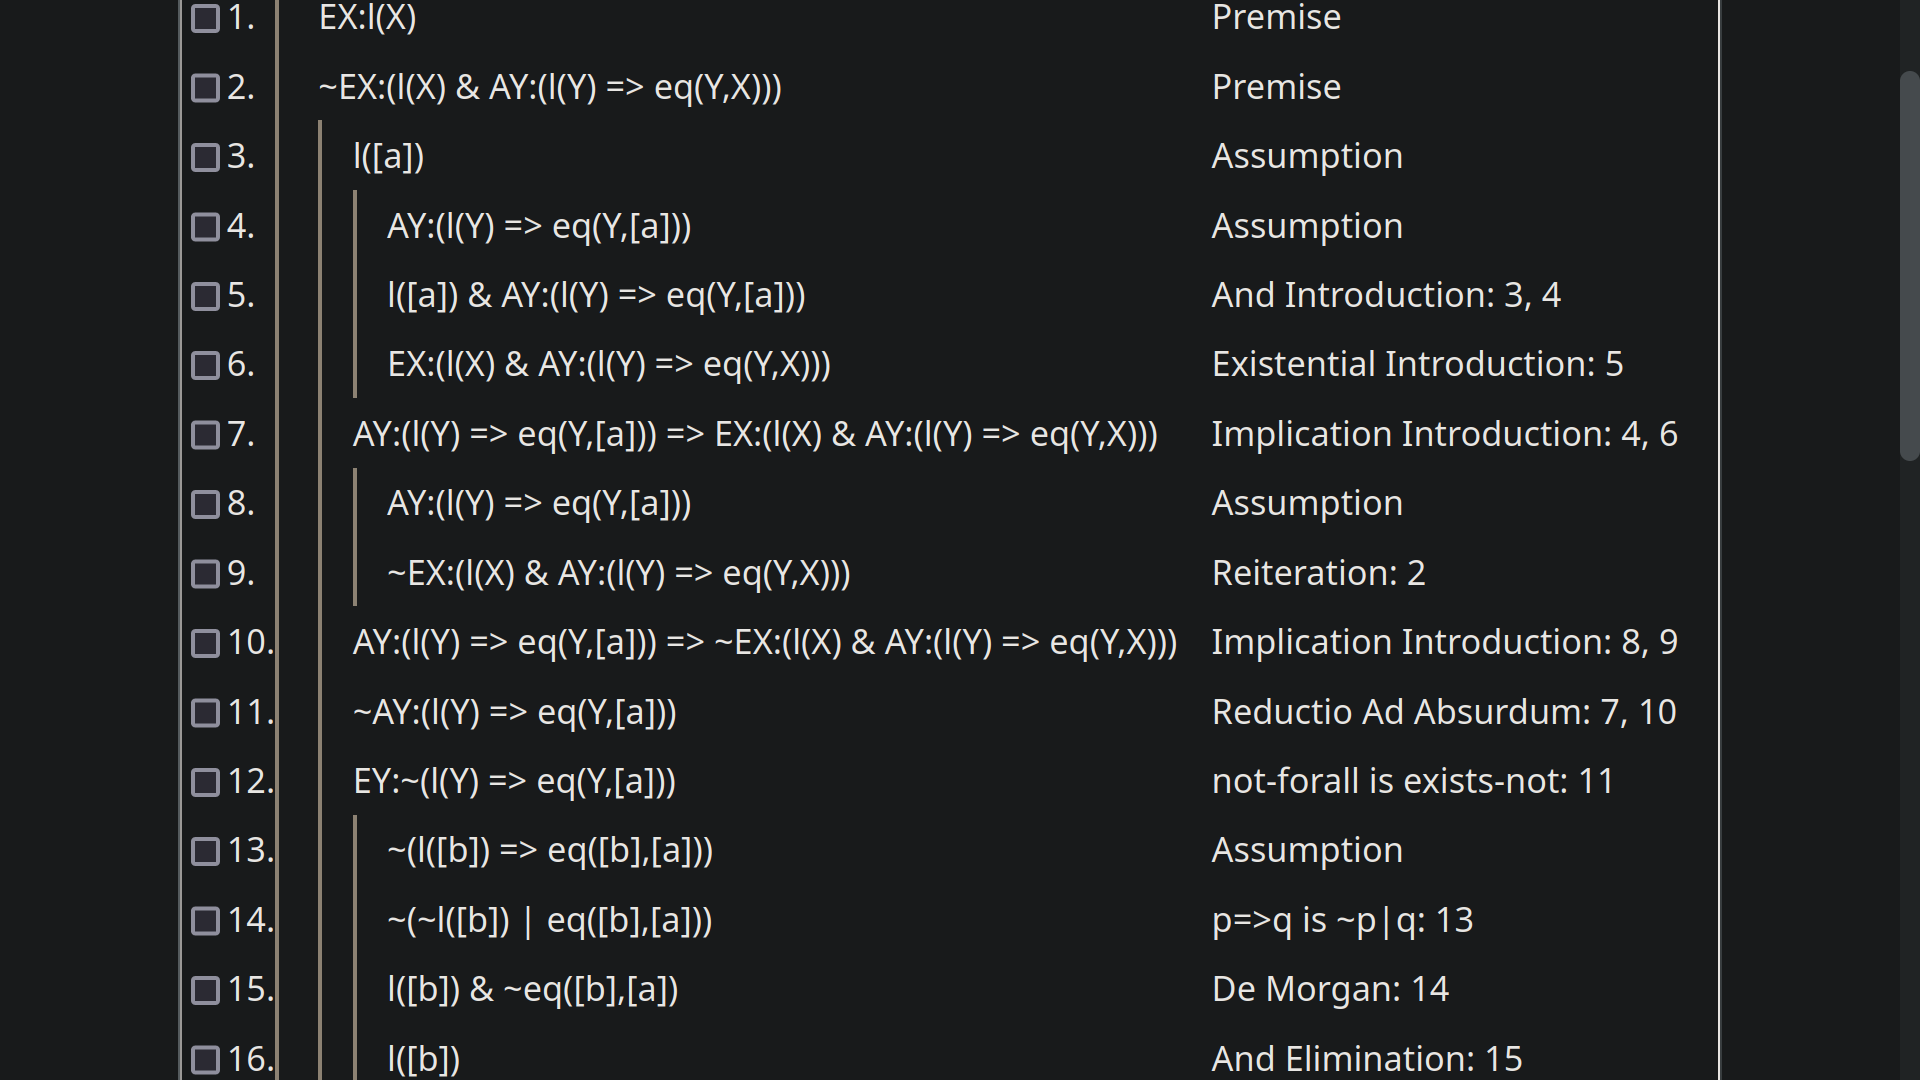 1. EX:l(X) Premise
2. ~EX:(l(X) & AY:(l(Y) => eq(Y,X))) Premise
3. l([a]) Assumption
4. AY:(l(Y) => eq(Y,[a])) Assumption
5. l([a]) & AY:(l(Y) => eq(Y,[a])) And Introduction: 3, 4
6. EX:(l(X) & AY:(l(Y) => eq(Y,X))) Existential Introduction: 5
7. AY:(l(Y) => eq(Y,[a])) => EX:(l(X) & AY:(l(Y) => eq(Y,X))) Implication Introduction: 4, 6
8. AY:(l(Y) => eq(Y,[a])) Assumption
9. ~EX:(l(X) & AY:(l(Y) => eq(Y,X))) Reiteration: 2
10. AY:(l(Y) => eq(Y,[a])) => ~EX:(l(X) & AY:(l(Y) => eq(Y,X))) Implication Introduction: 8, 9
11. ~AY:(l(Y) => eq(Y,[a])) Reductio Ad Absurdum: 7, 10
12. EY:~(l(Y) => eq(Y,[a])) not-forall is exists-not: 11
13. ~(l([b]) => eq([b],[a])) Assumption
14. ~(~l([b]) | eq([b],[a])) p=>q is ~p|q: 13
15. l([b]) & ~eq([b],[a]) De Morgan: 14
16. l([b]) And Elimination: 15